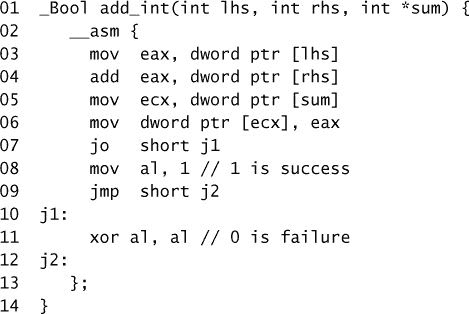 01 _Bool add_int(int lhs, int rhs, int *sum) {
02    __asm {
03      mov  eax, dword ptr [lhs]
04      add  eax, dword ptr [rhs]
05      mov  ecx, dword ptr [sum]
06      mov  dword ptr [ecx], eax
07      jo   short j1
08      mov  al, 1 // 1 is success
09      jmp  short j2
10 j1:
11      xor al, al // 0 is failure
12 j2:
13    };
14 }